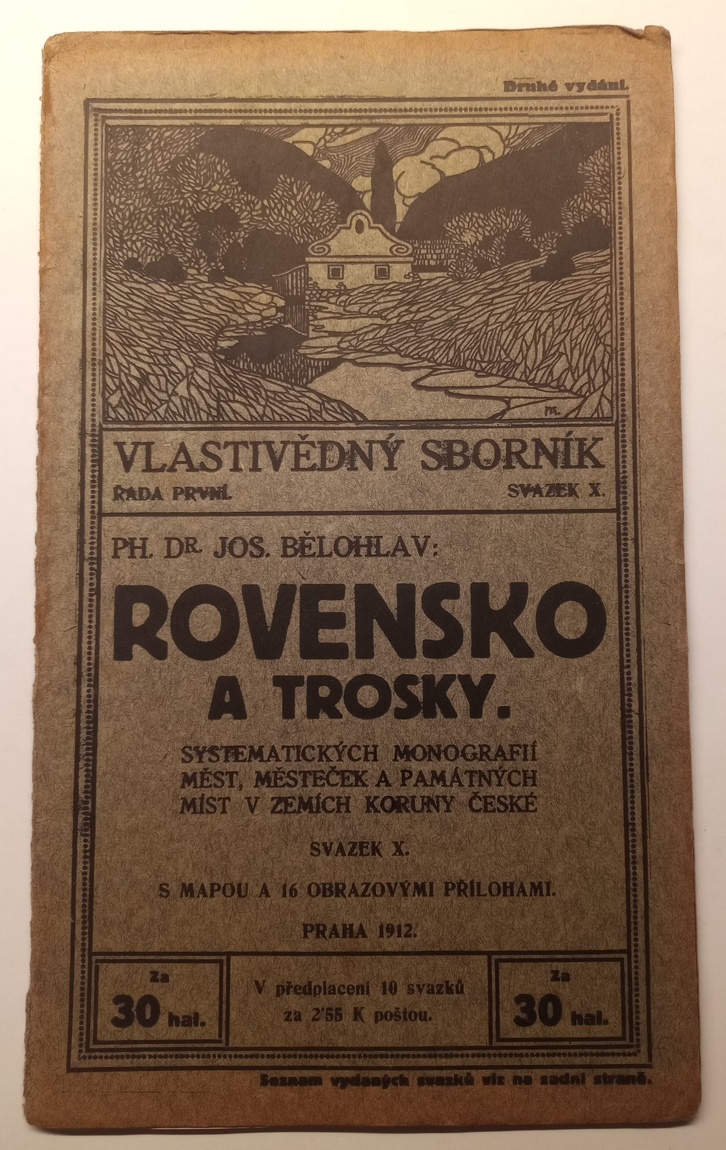 Druhé vydání.
M.
VLASTIVĚDNÝ SBORNÍK
ŘADA PRVNÍ.
SVAZEK X.
PH. DR. JOS. BĚLOHLAV:
ROVENSKO
A TROSKY.
SYSTEMATICKÝCH MONOGRAFIÍ
MĚST, MĚSTEČEK A PAMÁTNÝCH
MÍST V ZEMÍCH KORUNY ČESKÉ
SVAZEK X.
S MAPOU A 16 OBRAZOVÝMI PŘÍLOHAMI.
PRAHA 1912.
Za
30 hal.
V předplacení 10 svazků
za 2'55 K poštou.
Za
30 hal.
Seznam vydaných svazků viz na zadní straně.